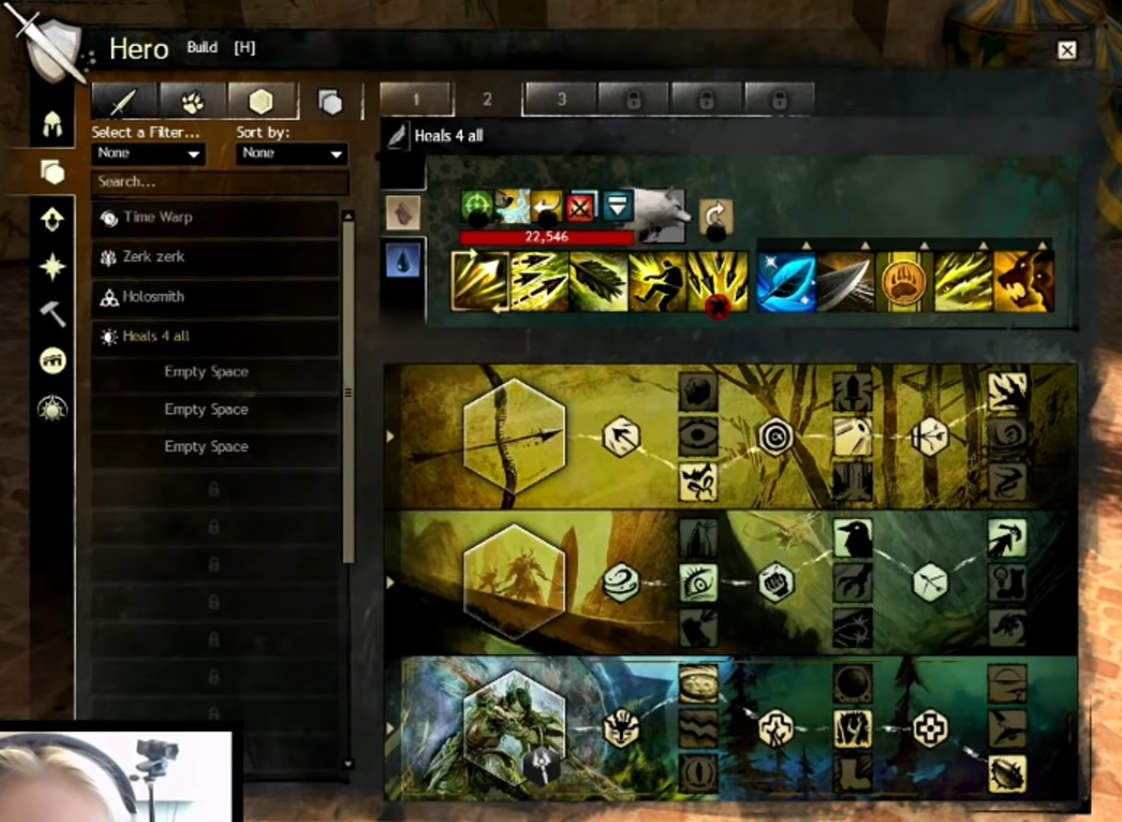 Hero Build [H]
1 2 3
Select a Filter... Sort by:
None None
Search...
Heals 4 all
Time Warp
Zerk zerk
Holosmith
Heals 4 all
Empty Space
Empty Space
Empty Space
22,546